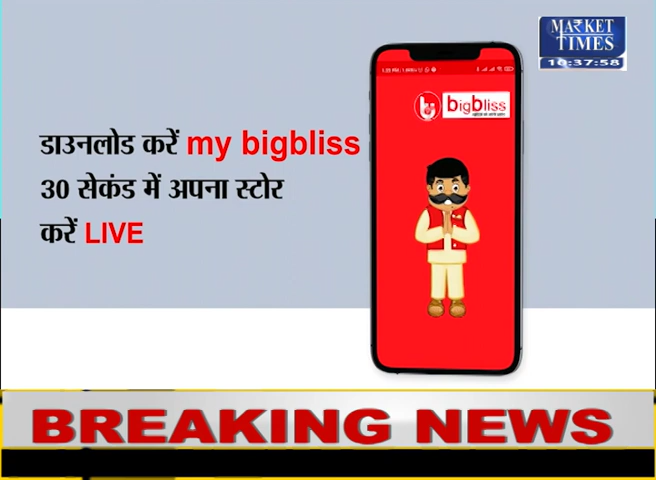 MARKET
TIMES
10:37:58
bigbliss
डाउनलोड करें my bigbliss
30 सेकंड में अपना स्टोर
करें LIVE
BREAKING NEWS